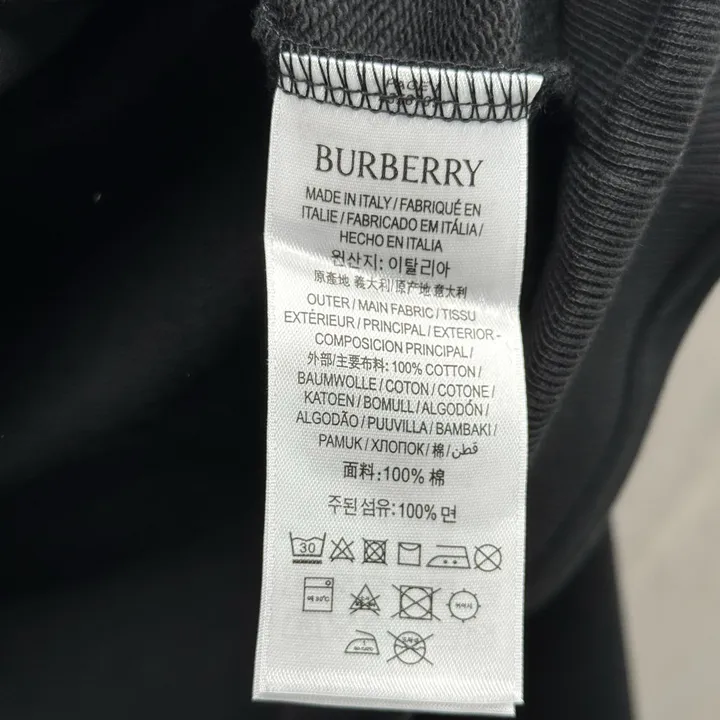 BURBERRY
MADE IN ITALY / FABRIQUÉ EN
ITALIE / FABRICADO EM ITÁLIA /
HECHO EN ITALIA
원산지: 이탈리아
原產地 義大利/原产地 意大利
OUTER / MAIN FABRIC / TISSU
EXTÉRIEUR / PRINCIPAL / EXTERIOR -
COMPOSICION PRINCIPAL /
外部/主要布料: 100% COTTON /
BAUMWOLLE / COTON / COTONE /
KATOEN / BOMULL / ALGODÓN /
ALGODÃO / PUUVILLA / BAMBAKI /
PAMUK / ХЛОПОК / 棉 / قطن
面料:100% 棉
주된섬유:100% 면
30